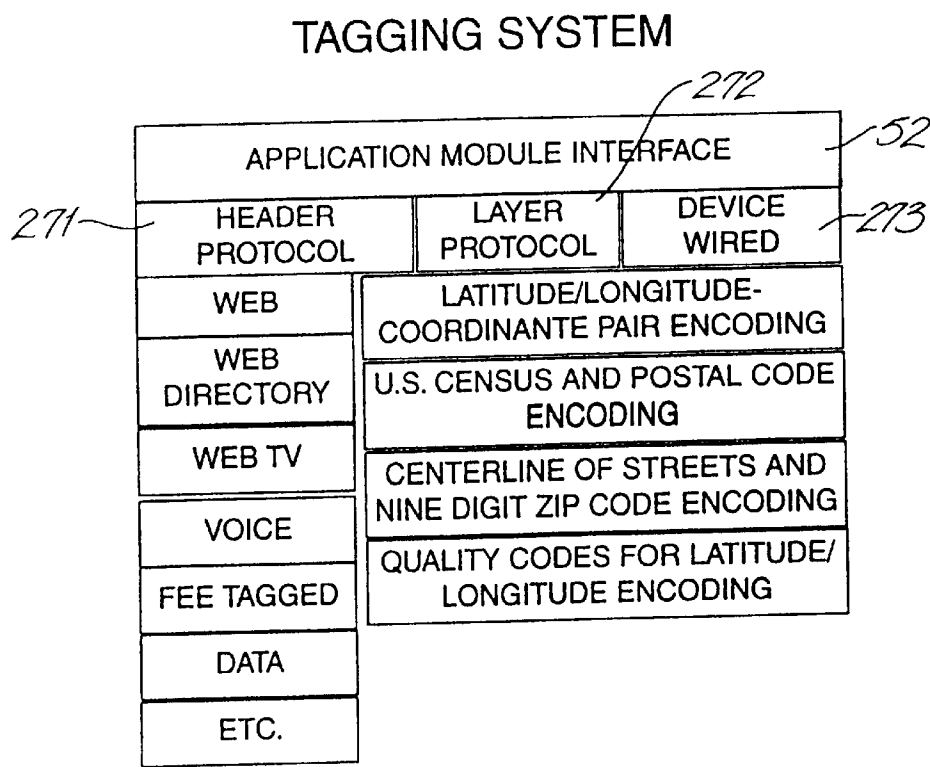 TAGGING SYSTEM
272
APPLICATION MODULE INTERFACE
52
271
HEADER
PROTOCOL
LAYER
PROTOCOL
DEVICE
WIRED
273
WEB
WEB
DIRECTORY
WEB TV
VOICE
FEE TAGGED
DATA
ETC.
LATITUDE/LONGITUDE-
COORDINANTE PAIR ENCODING
U.S. CENSUS AND POSTAL CODE
ENCODING
CENTERLINE OF STREETS AND
NINE DIGIT ZIP CODE ENCODING
QUALITY CODES FOR LATITUDE/
LONGITUDE ENCODING